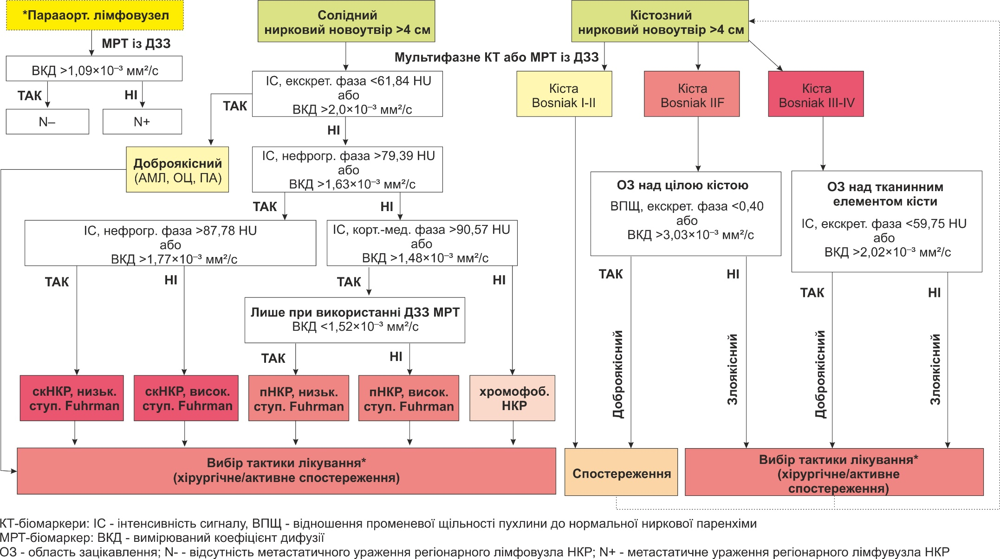 *Парааорт. лімфовузел
МРТ із ДЗЗ
ВКД >1,09×10⁻³ мм²/с
ТАК
НІ
N–
N+
Солідний
нирковий новоутвір >4 см
Кістозний
нирковий новоутвір >4 см
Мультифазне КТ або МРТ із ДЗЗ
ІС, екскрет. фаза <61,84 HU
або
ВКД >2,0×10⁻³ мм²/с
ТАК
НІ
Доброякісний
(АМЛ, ОЦ, ПА)
ІС, нефрогр. фаза >79,39 HU
або
ВКД >1,63×10⁻³ мм²/с
ТАК
НІ
ІС, нефрогр. фаза >87,78 HU
або
ВКД >1,77×10⁻³ мм²/с
ІС, корт.-мед. фаза >90,57 HU
або
ВКД >1,48×10⁻³ мм²/с
ТАК
НІ
ТАК
НІ
Лише при використанні ДЗЗ МРТ
ВКД <1,52×10⁻³ мм²/с
ТАК
НІ
скНКР, низьк.
ступ. Fuhrman
скНКР, висок.
ступ. Fuhrman
пНКР, низьк.
ступ. Fuhrman
пНКР, висок.
ступ. Fuhrman
хромофоб.
НКР
Вибір тактики лікування*
(хірургічне/активне спостереження)
Кіста
Bosniak I-II
Кіста
Bosniak IIF
Кіста
Bosniak III-IV
ОЗ над цілою кістою
ВПЩ, екскрет. фаза <0,40
або
ВКД >3,03×10⁻³ мм²/с
ОЗ над тканинним
елементом кісти
ІС, екскрет. фаза <59,75 HU
або
ВКД >2,02×10⁻³ мм²/с
ТАК
НІ
ТАК
НІ
Доброякісний
Злоякісний
Доброякісний
Злоякісний
Спостереження
Вибір тактики лікування*
(хірургічне/активне
спостереження)
КТ-біомаркери: ІС - інтенсивність сигналу, ВПЩ - відношення променевої щільності пухлини до нормальної ниркової паренхіми
МРТ-біомаркер: ВКД - вимірюваний коефіцієнт дифузії
ОЗ - область зацікавлення; N- - відсутність метастатичного ураження регіонарного лімфовузла НКР; N+ - метастатичне ураження регіонарного лімфувузла НКР